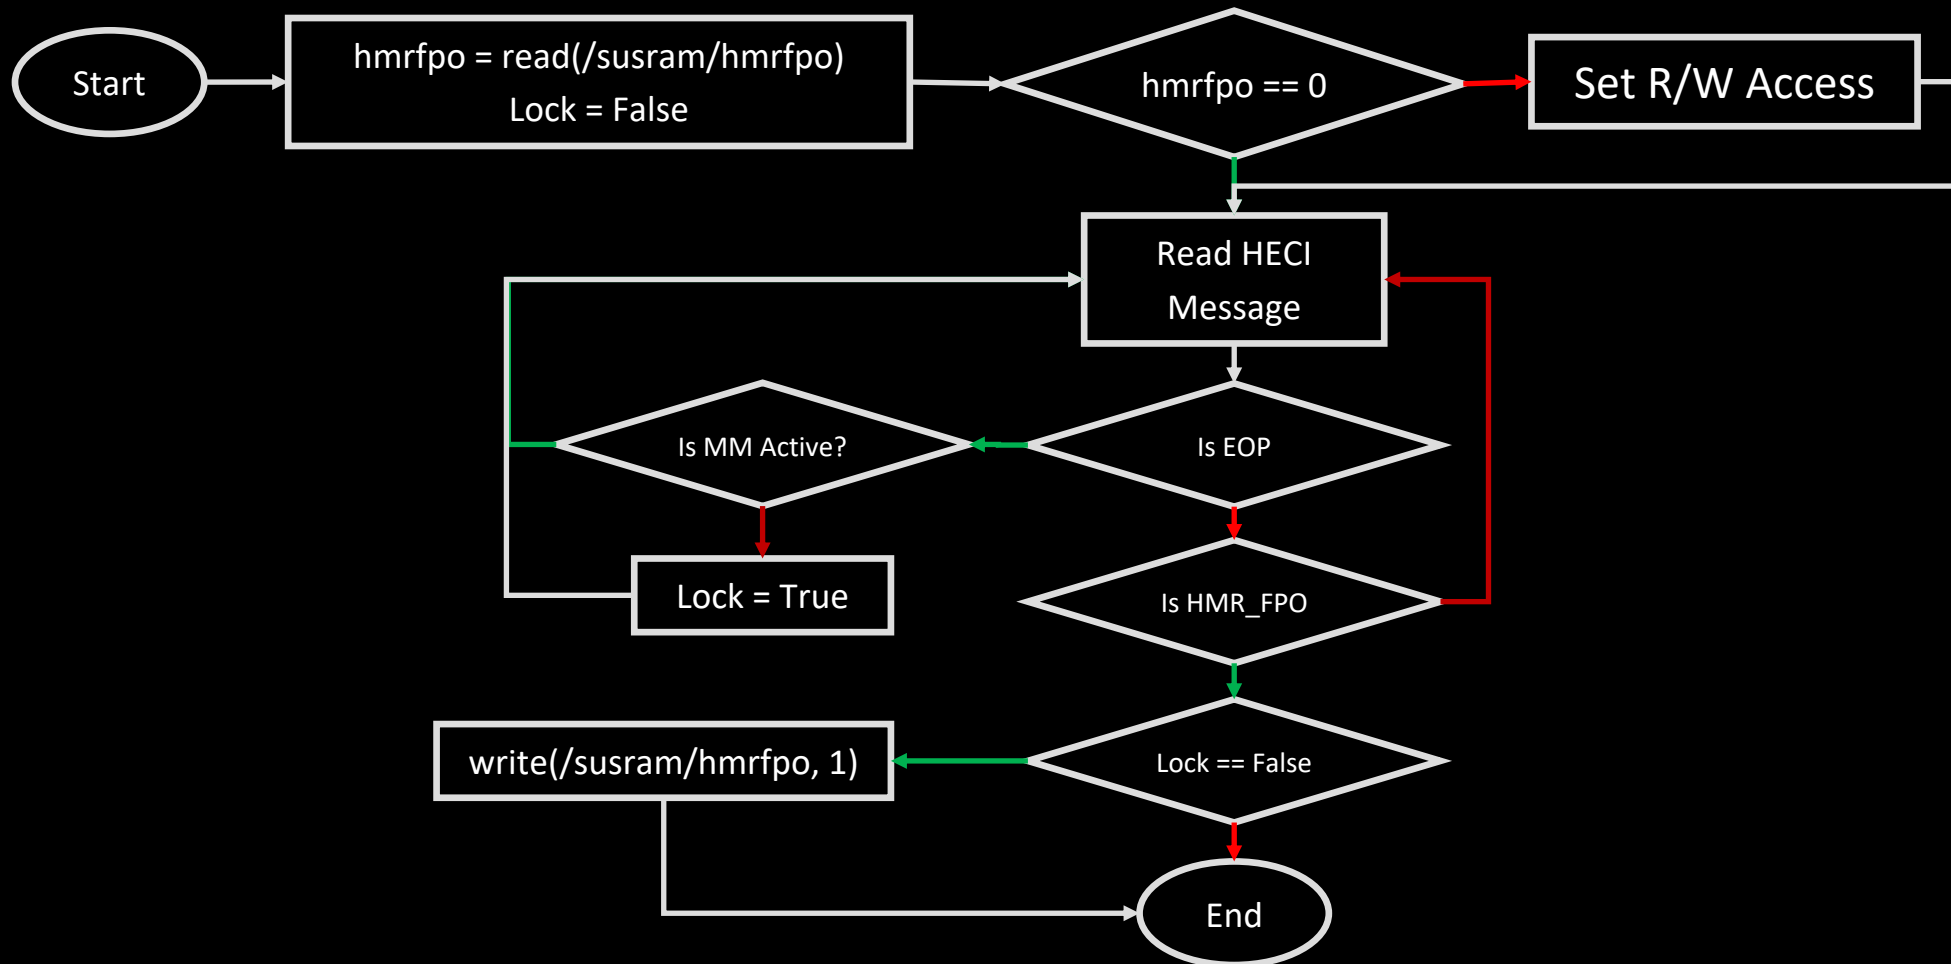 Start
hmrfpo = read(/susram/hmrfpo)
Lock = False
hmrfpo == 0
Set R/W Access
Read HECI
Message
Is MM Active?
Is EOP
Lock = True
Is HMR_FPO
write(/susram/hmrfpo, 1)
Lock == False
End